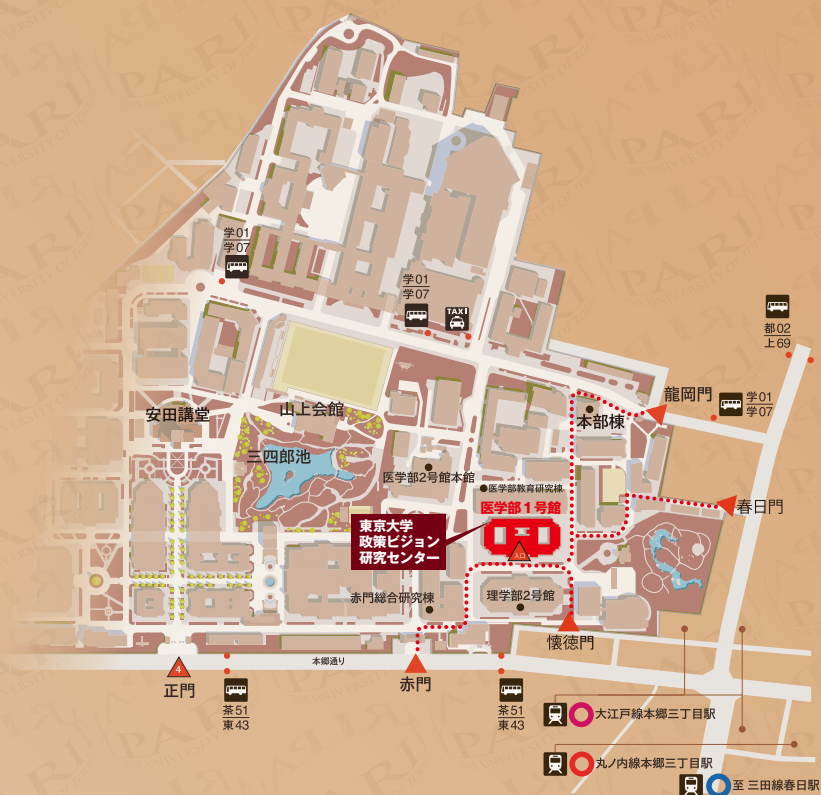 学01
学07
学01
学07
TAXI
都02
上69
龍岡門
学01
学07
安田講堂
山上会館
本部棟
三四郎池
医学部2号館本館
医学部教育研究棟
医学部1号館
春日門
東京大学
政策ビジョン
研究センター
入口
赤門総合研究棟
理学部2号館
懐徳門
本郷通り
4
正門
赤門
茶51
東43
茶51
東43
大江戸線本郷三丁目駅
丸ノ内線本郷三丁目駅
至 三田線春日駅